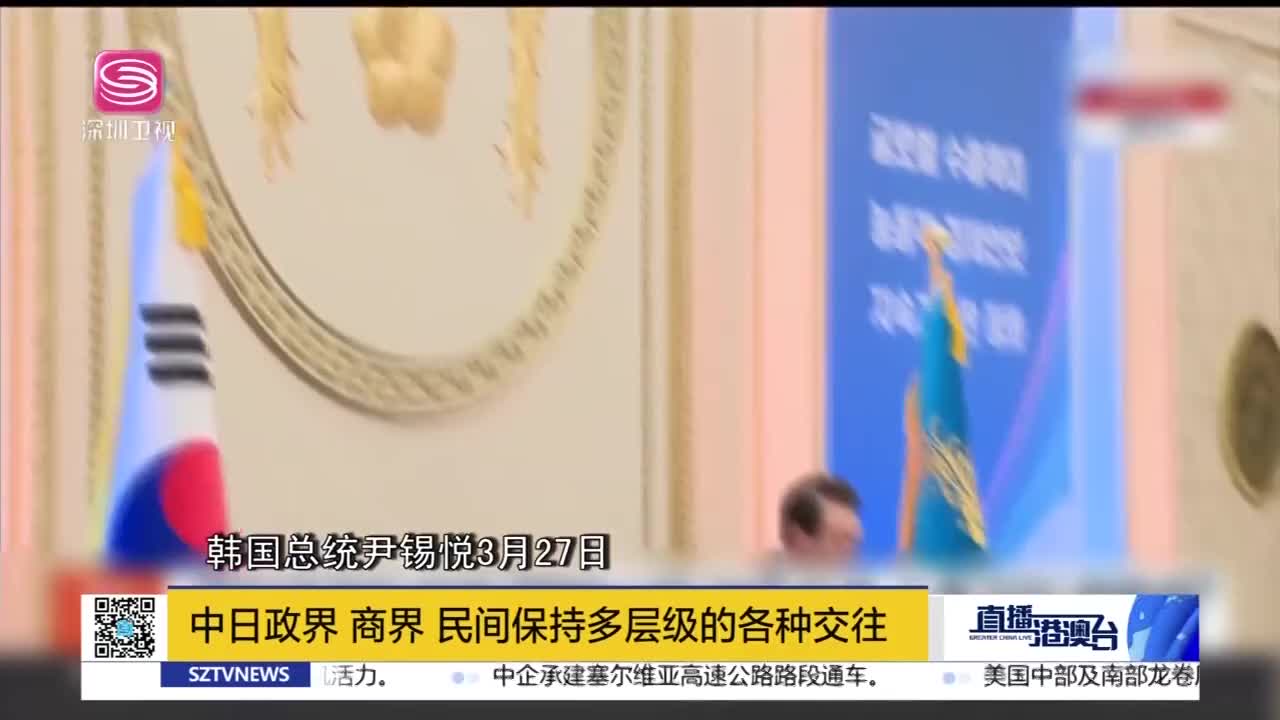 深圳卫视
韩国总统尹锡悦3月27日
中日政界 商界 民间保持多层级的各种交往
直播港澳台
GREATER CHINA LIVE
SZTVNEWS
活力。 中企承建塞尔维亚高速公路路段通车。 美国中部及南部龙卷